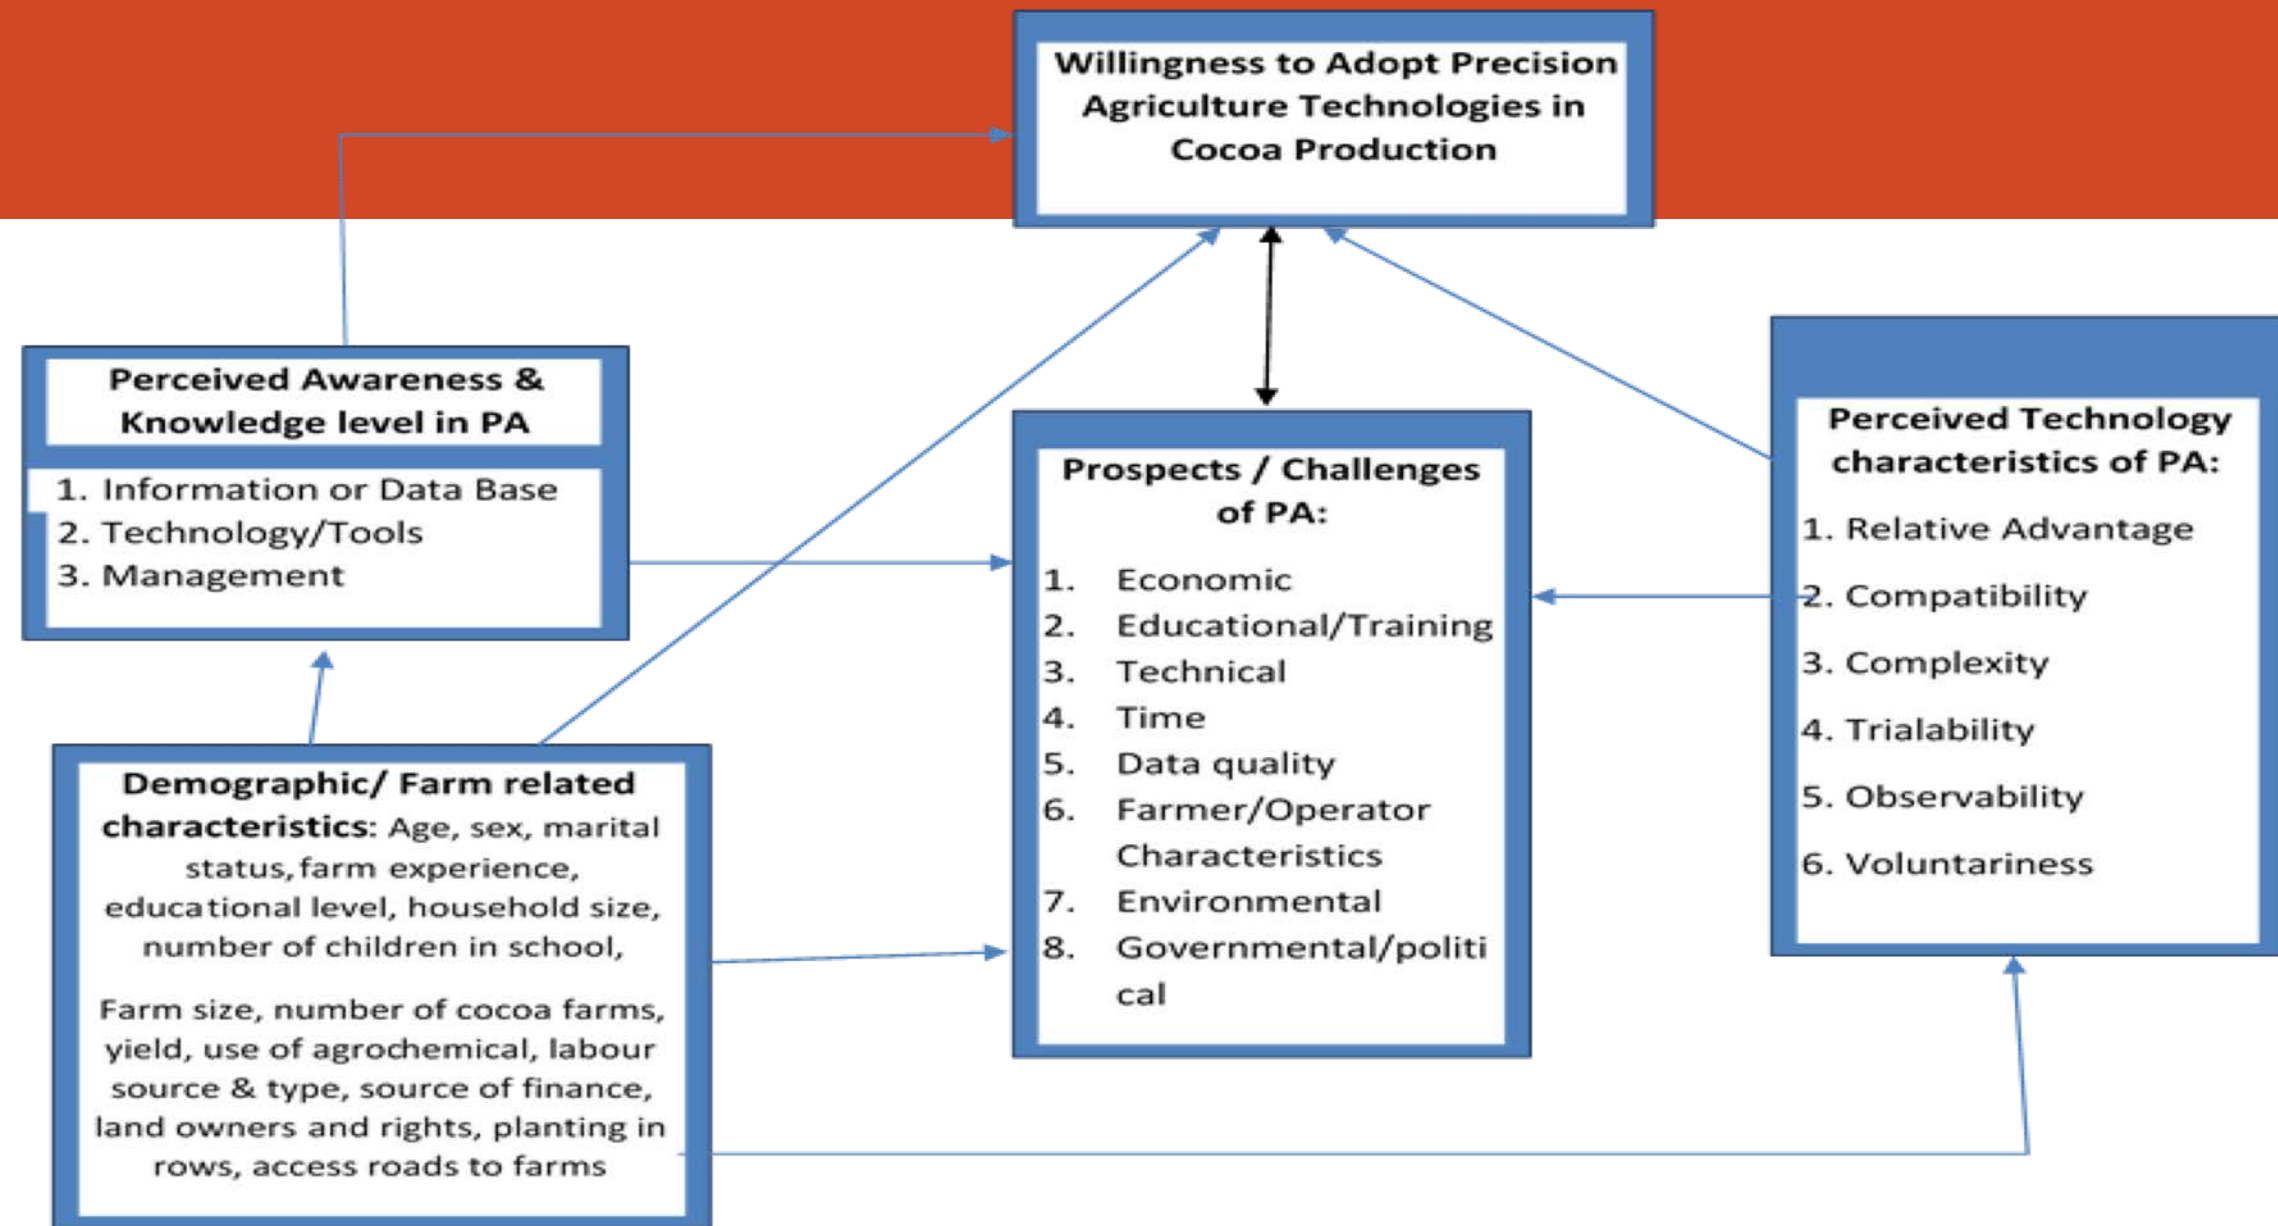 Willingness to Adopt Precision
Agriculture Technologies in
Cocoa Production
Perceived Awareness &
Knowledge level in PA
1. Information or Data Base
2. Technology/Tools
3. Management
Demographic/ Farm related
characteristics: Age, sex, marital
status, farm experience,
educational level, household size,
number of children in school,
Farm size, number of cocoa farms,
yield, use of agrochemical, labour
source & type, source of finance,
land owners and rights, planting in
rows, access roads to farms
Prospects / Challenges
of PA:
1. Economic
2. Educational/Training
3. Technical
4. Time
5. Data quality
6. Farmer/Operator
Characteristics
7. Environmental
8. Governmental/politi
cal
Perceived Technology
characteristics of PA:
1. Relative Advantage
2. Compatibility
3. Complexity
4. Trialability
5. Observability
6. Voluntariness